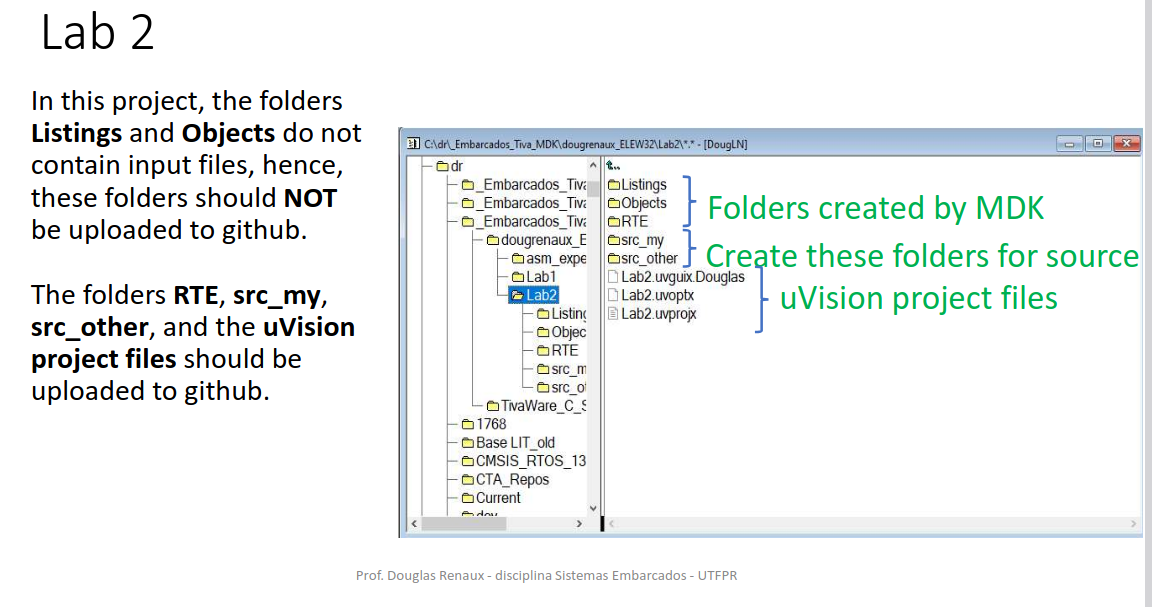 Lab 2
In this project, the folders
Listings and Objects do not
contain input files, hence,
these folders should NOT
be uploaded to github.
The folders RTE, src_my,
src_other, and the uVision
project files should be
uploaded to github.
C:\dr\_Embarcados_Tiva_MDK\dougrenaux_ELEW32\Lab2\*.* - [DougLN]
dr
_Embarcados_Tiva
_Embarcados_Tiva
_Embarcados_Tiva
dougrenaux_E
asm_expe
Lab1
Lab2
Listing
Objec
RTE
src_m
src_o
TivaWare_C_S
1768
Base LIT_old
CMSIS_RTOS_13
CTA_Repos
Current
dev
..
Listings
Objects
RTE
src_my
src_other
Lab2.uvguix.Douglas
Lab2.uvoptx
Lab2.uvprojx
Folders created by MDK
Create these folders for source
uVision project files
Prof. Douglas Renaux - disciplina Sistemas Embarcados - UTFPR